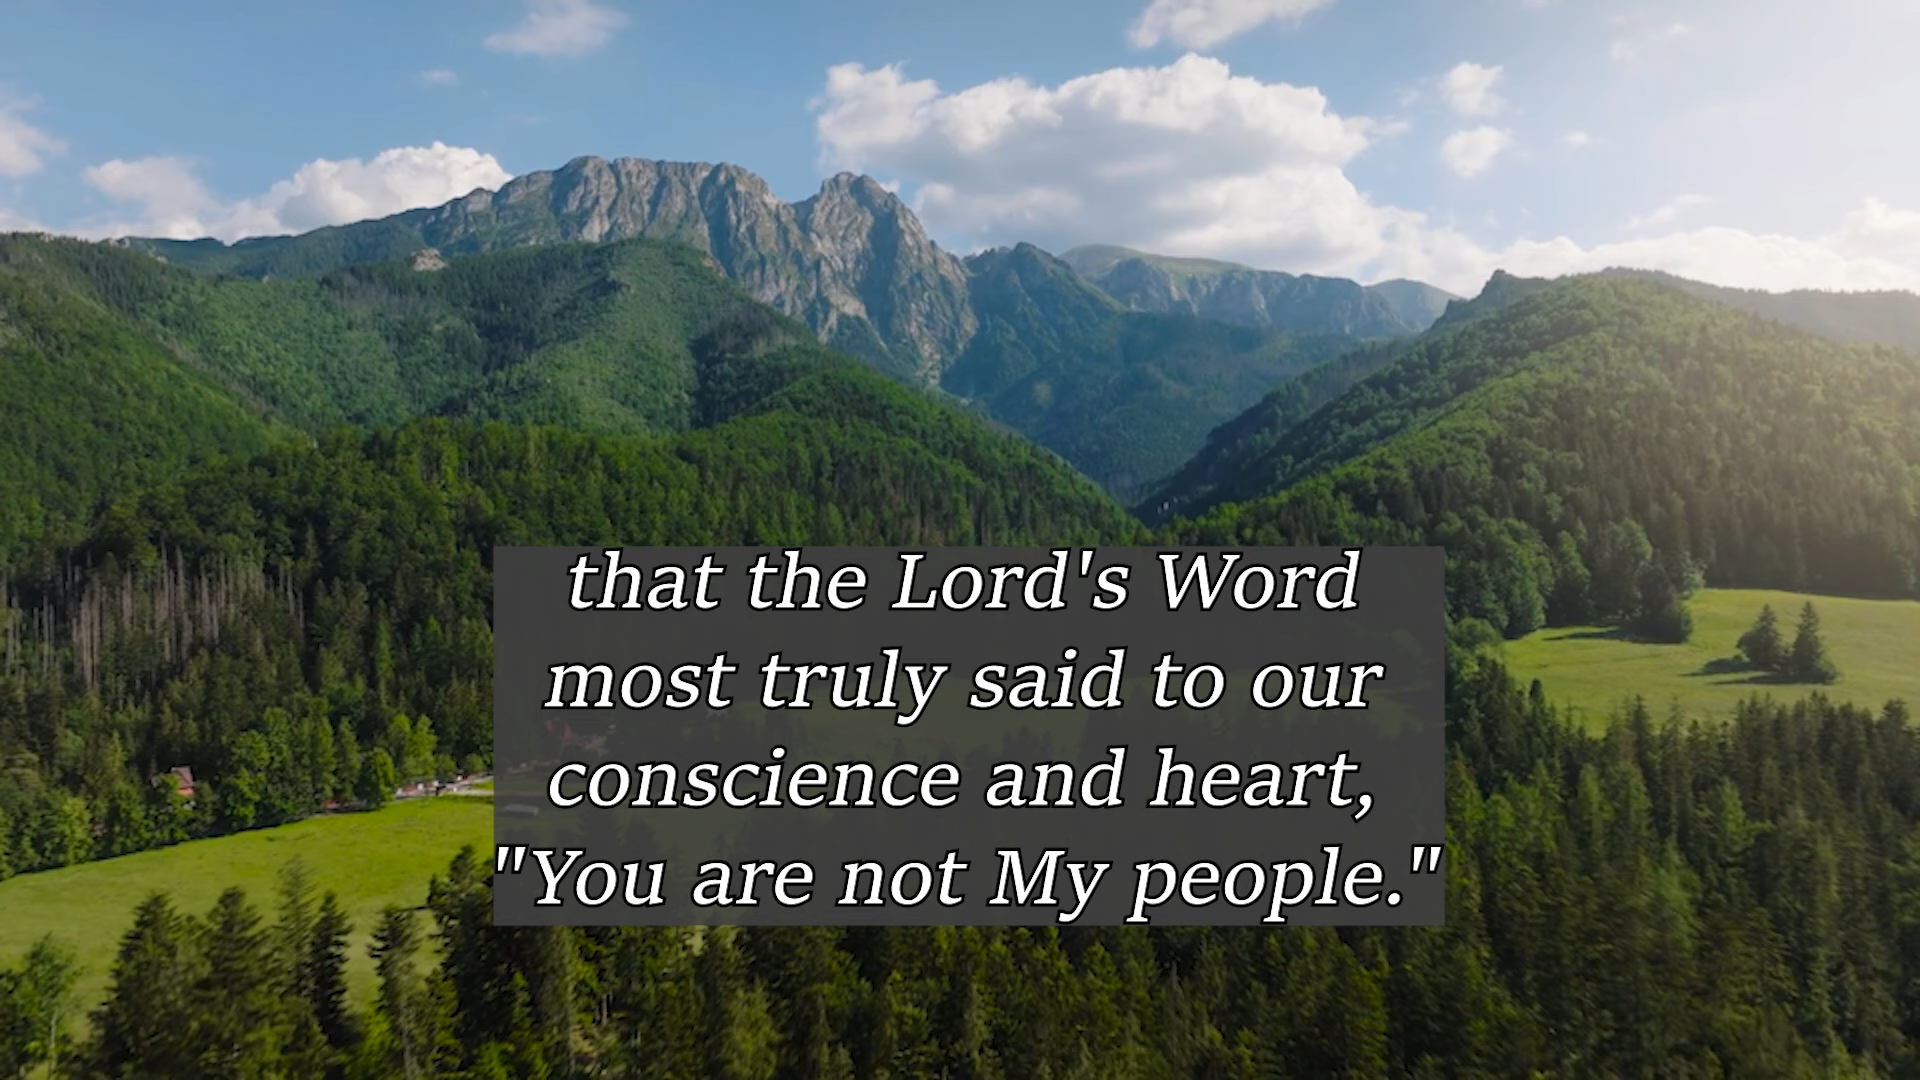 that the Lord's Word
most truly said to our
conscience and heart,
"You are not My people."